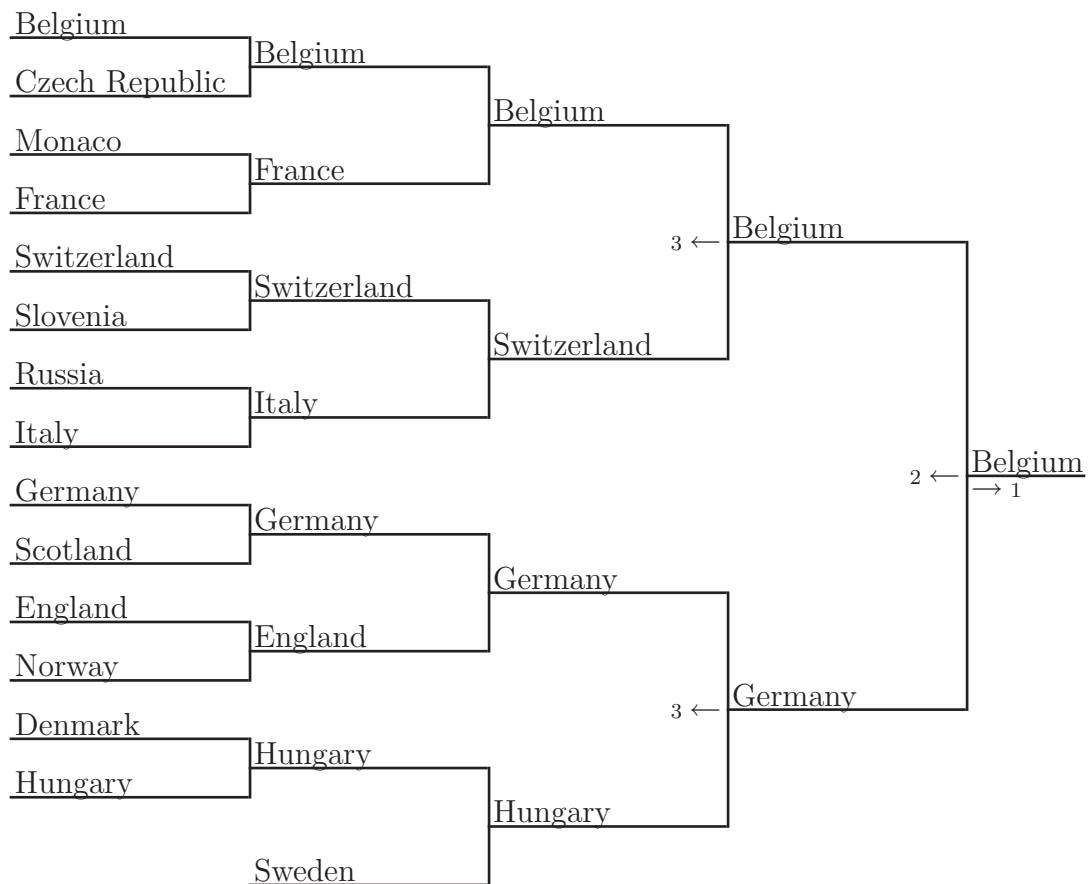 Belgium
Belgium
Czech Republic
Belgium
Monaco
France
France
3 ←
Belgium
Switzerland
Switzerland
Slovenia
Switzerland
Russia
Italy
Italy
2 ←
Belgium
→ 1
Germany
Germany
Scotland
Germany
England
England
Norway
3 ←
Germany
Denmark
Hungary
Hungary
Hungary
Sweden